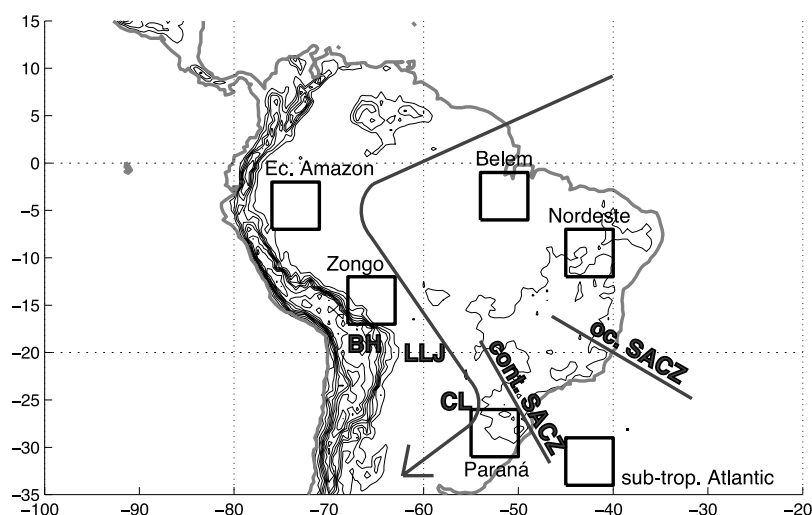 15
10
5
0
−5
−10
−15
−20
−25
−30
−35
−100
−90
−80
−70
−60
−50
−40
−30
−20
Ec. Amazon
Belem
Nordeste
Zongo
BH
LLJ
oc. SACZ
cont. SACZ
CL
Paraná
sub-trop. Atlantic